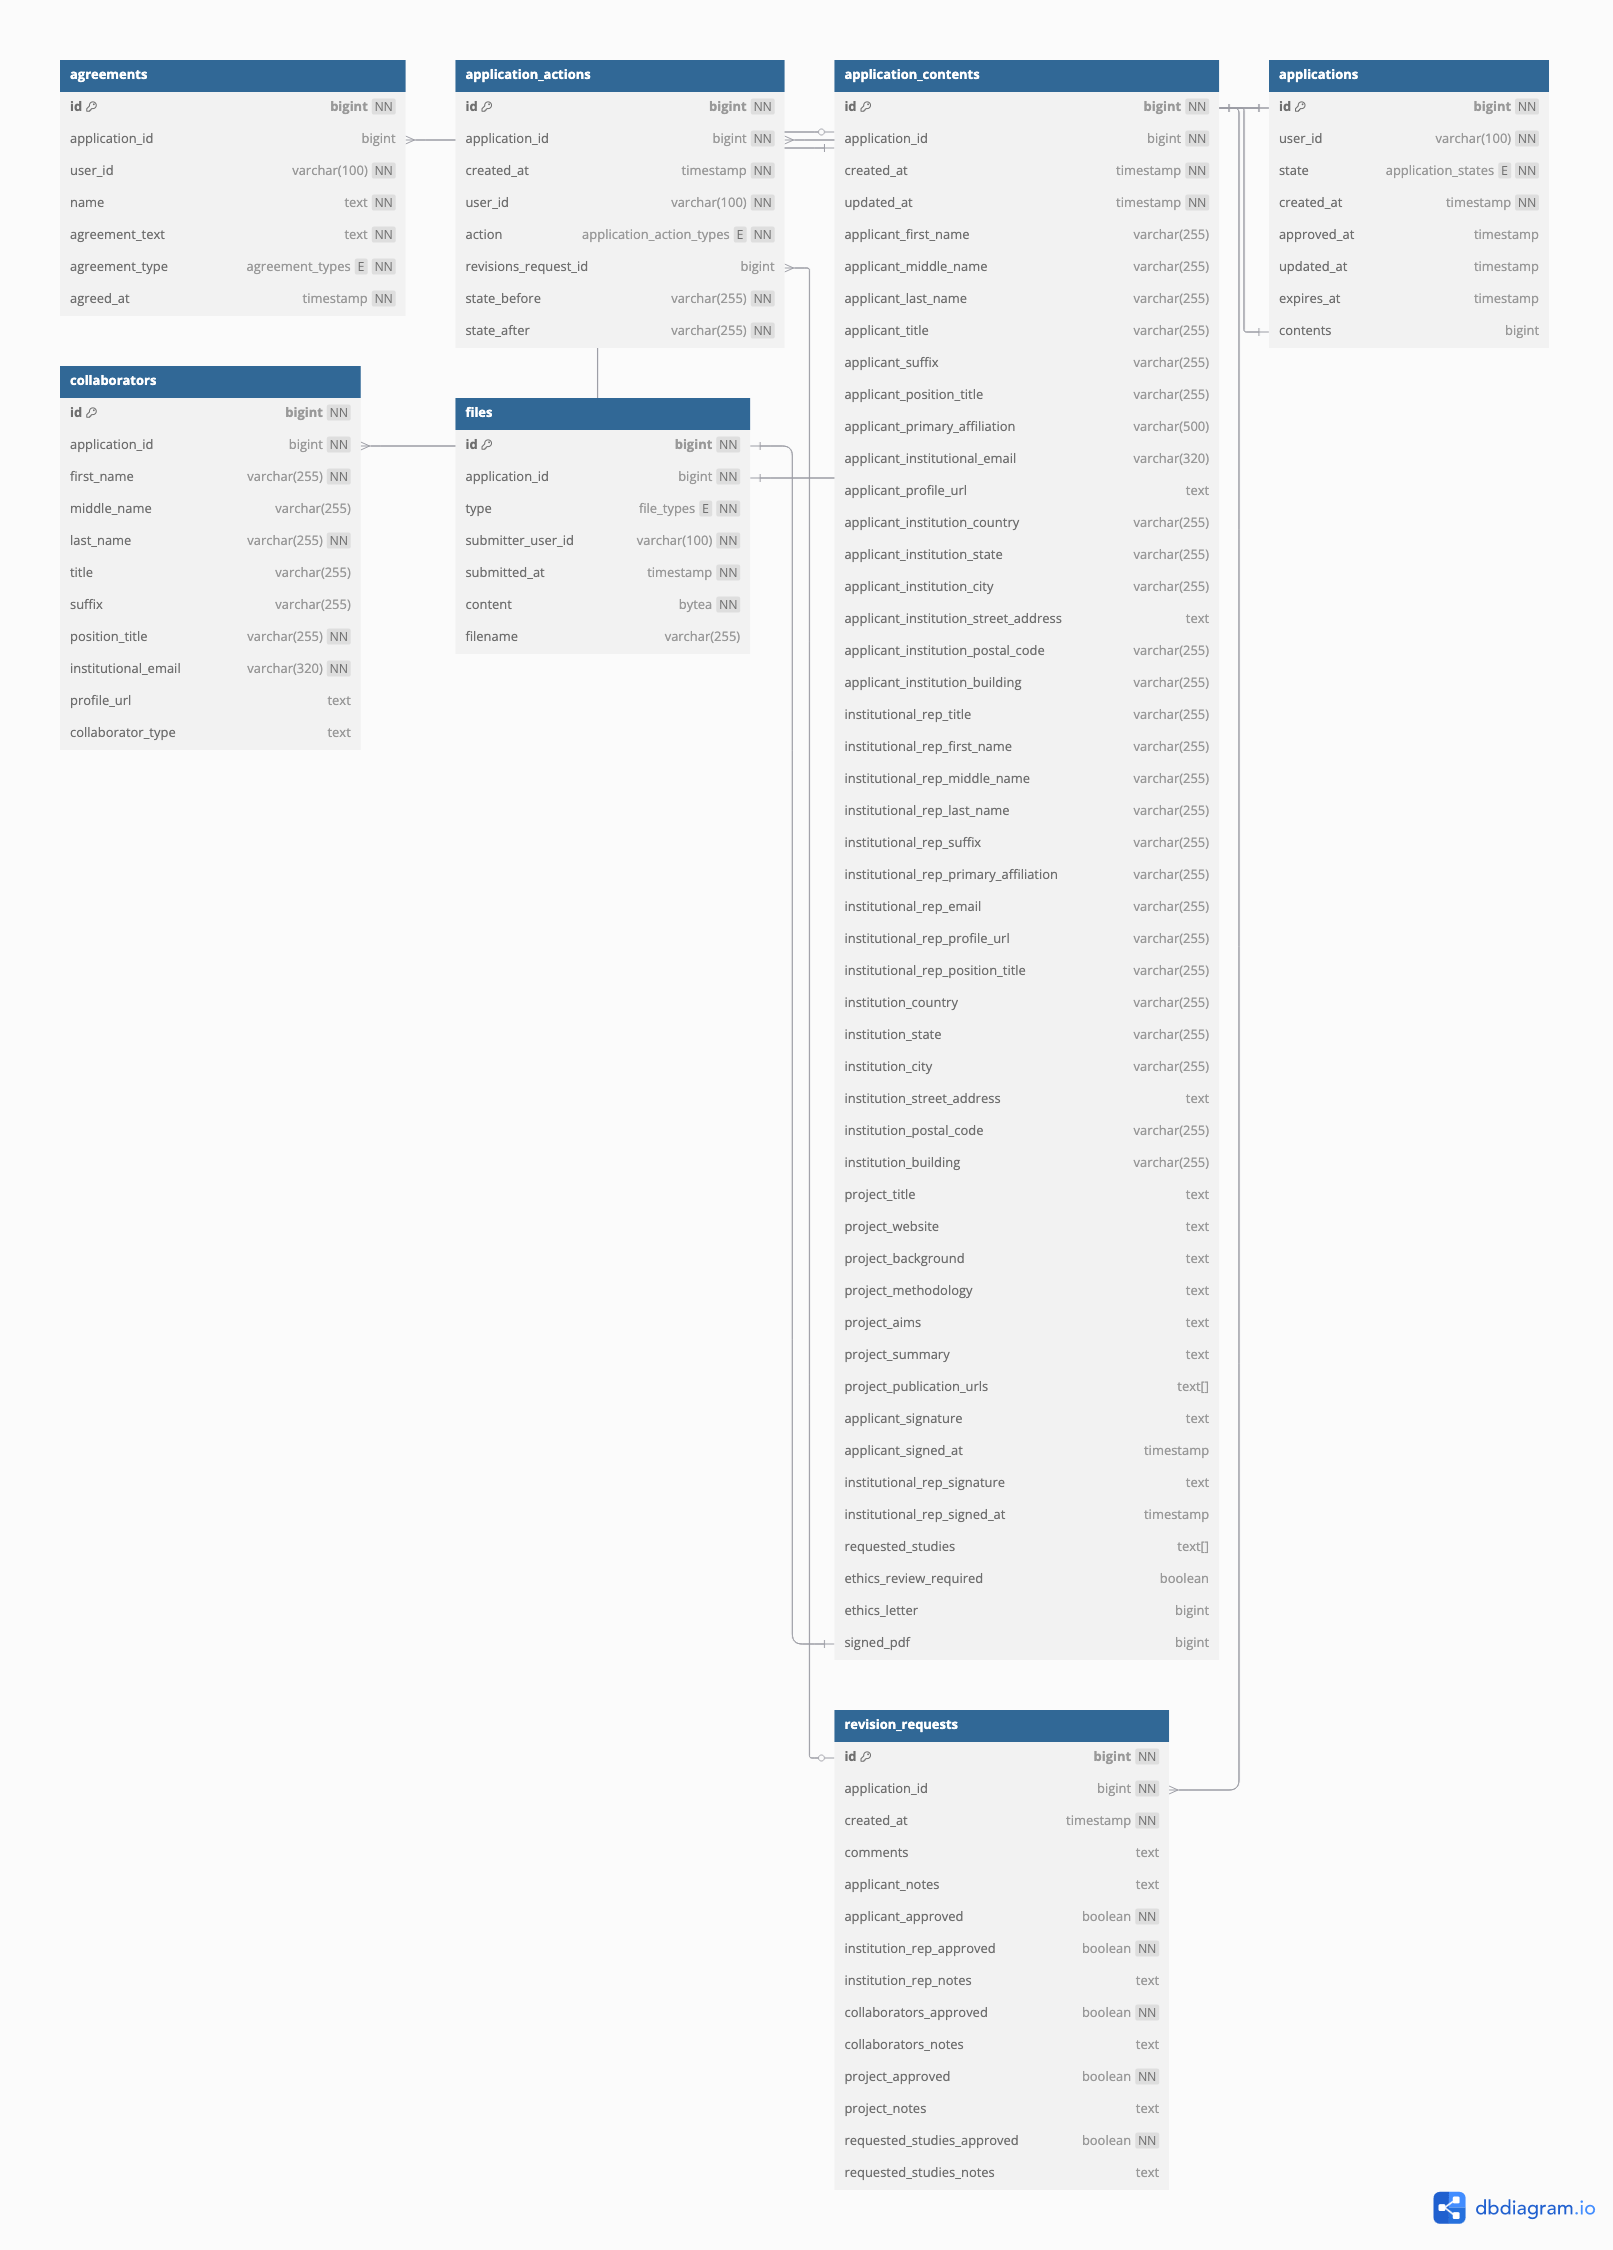 agreements
id bigint NN
application_id bigint
user_id varchar(100) NN
name text NN
agreement_text text NN
agreement_type agreement_types E NN
agreed_at timestamp NN
application_actions
id bigint NN
application_id bigint NN
created_at timestamp NN
user_id varchar(100) NN
action application_action_types E NN
revisions_request_id bigint
state_before varchar(255) NN
state_after varchar(255) NN
application_contents
id bigint NN
application_id bigint NN
created_at timestamp NN
updated_at timestamp NN
applicant_first_name varchar(255)
applicant_middle_name varchar(255)
applicant_last_name varchar(255)
applicant_title varchar(255)
applicant_suffix varchar(255)
applicant_position_title varchar(255)
applicant_primary_affiliation varchar(500)
applicant_institutional_email varchar(320)
applicant_profile_url text
applicant_institution_country varchar(255)
applicant_institution_state varchar(255)
applicant_institution_city varchar(255)
applicant_institution_street_address text
applicant_institution_postal_code varchar(255)
applicant_institution_building varchar(255)
institutional_rep_title varchar(255)
institutional_rep_first_name varchar(255)
institutional_rep_middle_name varchar(255)
institutional_rep_last_name varchar(255)
institutional_rep_suffix varchar(255)
institutional_rep_primary_affiliation varchar(255)
institutional_rep_email varchar(255)
institutional_rep_profile_url varchar(255)
institutional_rep_position_title varchar(255)
institution_country varchar(255)
institution_state varchar(255)
institution_city varchar(255)
institution_street_address text
institution_postal_code varchar(255)
institution_building varchar(255)
project_title text
project_website text
project_background text
project_methodology text
project_aims text
project_summary text
project_publication_urls text[]
applicant_signature text
applicant_signed_at timestamp
institutional_rep_signature text
institutional_rep_signed_at timestamp
requested_studies text[]
ethics_review_required boolean
ethics_letter bigint
signed_pdf bigint
applications
id bigint NN
user_id varchar(100) NN
state application_states E NN
created_at timestamp NN
approved_at timestamp
updated_at timestamp
expires_at timestamp
contents bigint
collaborators
id bigint NN
application_id bigint NN
first_name varchar(255) NN
middle_name varchar(255)
last_name varchar(255) NN
title varchar(255)
suffix varchar(255)
position_title varchar(255) NN
institutional_email varchar(320) NN
profile_url text
collaborator_type text
files
id bigint NN
application_id bigint NN
type file_types E NN
submitter_user_id varchar(100) NN
submitted_at timestamp NN
content bytea NN
filename varchar(255)
revision_requests
id bigint NN
application_id bigint NN
created_at timestamp NN
comments text
applicant_notes text
applicant_approved boolean NN
institution_rep_approved boolean NN
institution_rep_notes text
collaborators_approved boolean NN
collaborators_notes text
project_approved boolean NN
project_notes text
requested_studies_approved boolean NN
requested_studies_notes text
dbdiagram.io